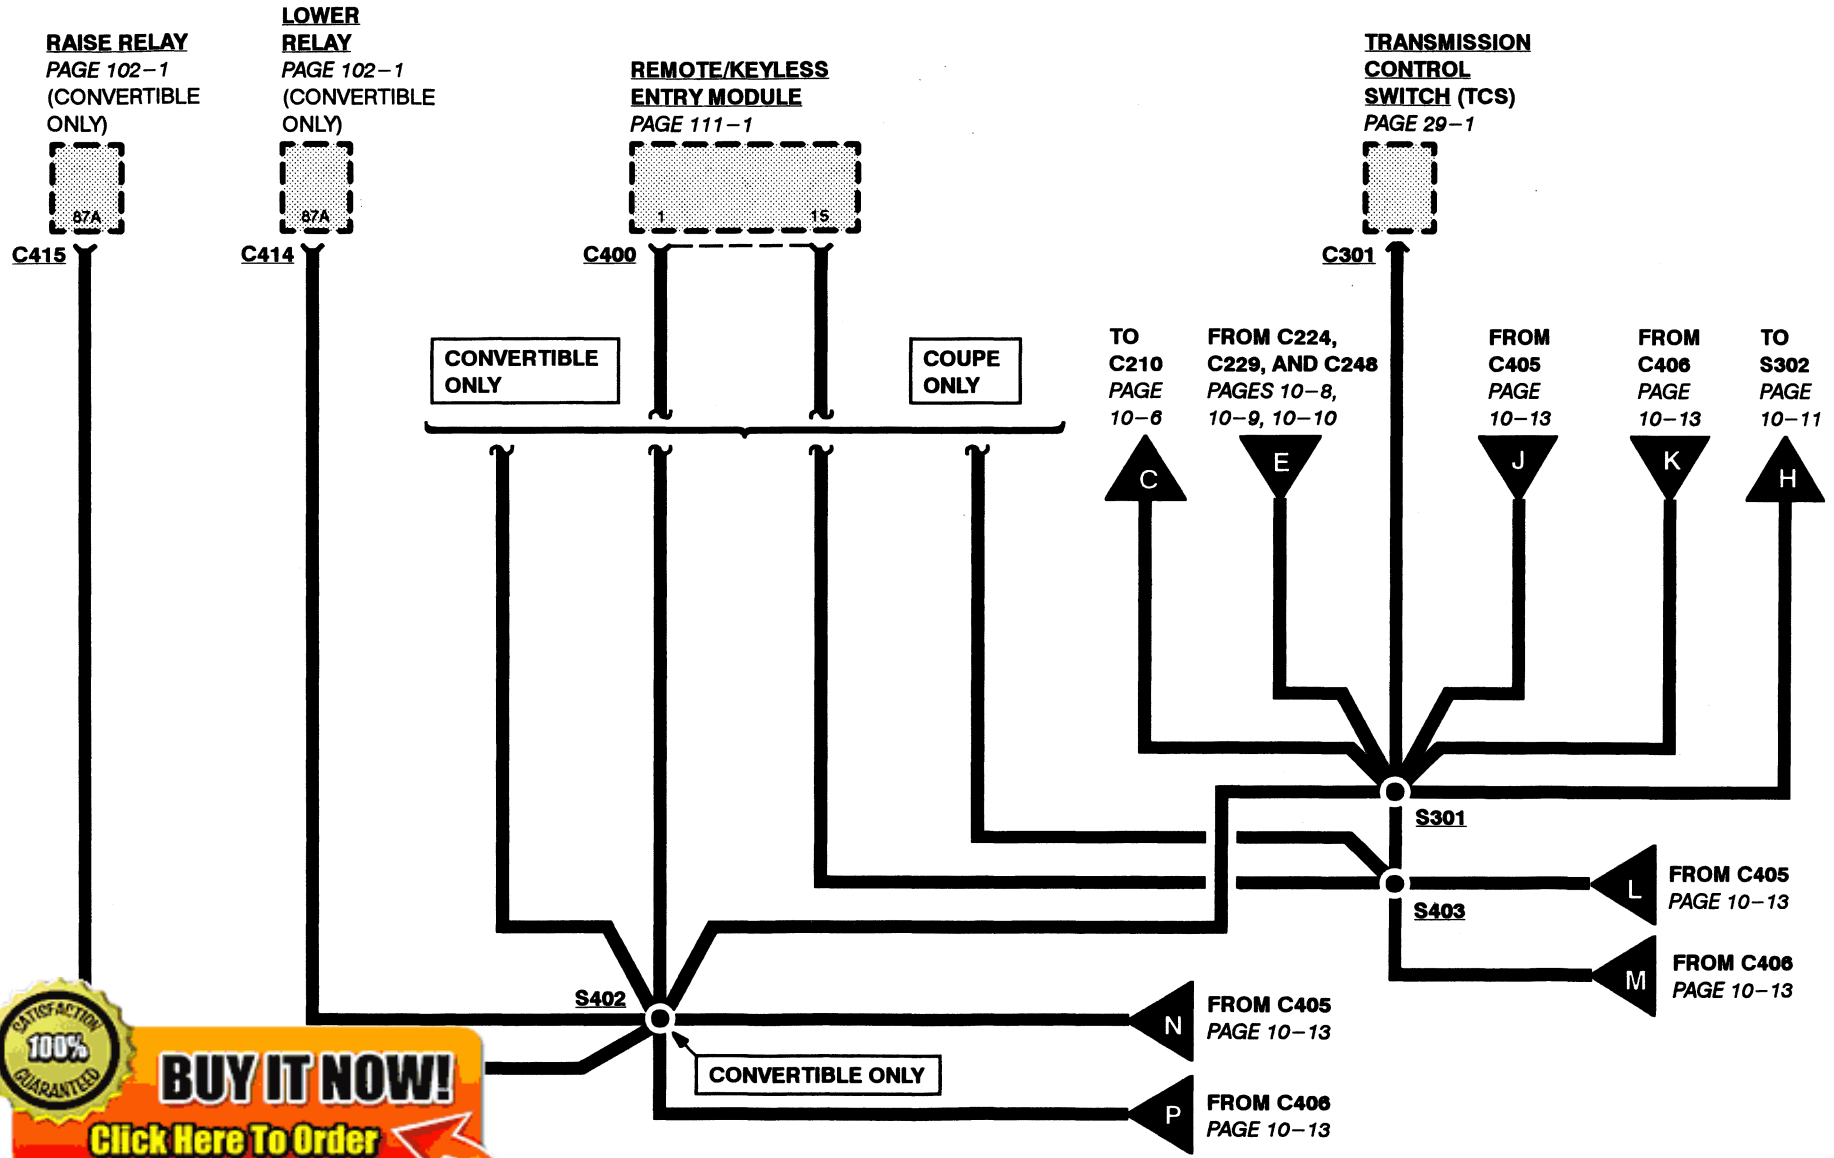 RAISE RELAY
PAGE 102-1
(CONVERTIBLE
ONLY)
87A
C415
LOWER
RELAY
PAGE 102-1
(CONVERTIBLE
ONLY)
87A
C414
REMOTE/KEYLESS
ENTRY MODULE
PAGE 111-1
1 15
C400
TRANSMISSION
CONTROL
SWITCH (TCS)
PAGE 29-1
C301
CONVERTIBLE
ONLY
COUPE
ONLY
TO
C210
PAGE
10-6
C
FROM C224,
C229, AND C248
PAGES 10-8,
10-9, 10-10
E
FROM
C405
PAGE
10-13
J
FROM
C406
PAGE
10-13
K
TO
S302
PAGE
10-11
H
S301
S403
L
FROM C405
PAGE 10-13
M
FROM C406
PAGE 10-13
S402
N
FROM C405
PAGE 10-13
CONVERTIBLE ONLY
P
FROM C406
PAGE 10-13
SATISFACTION
100%
GUARANTEED
BUY IT NOW!
Click Here To Order